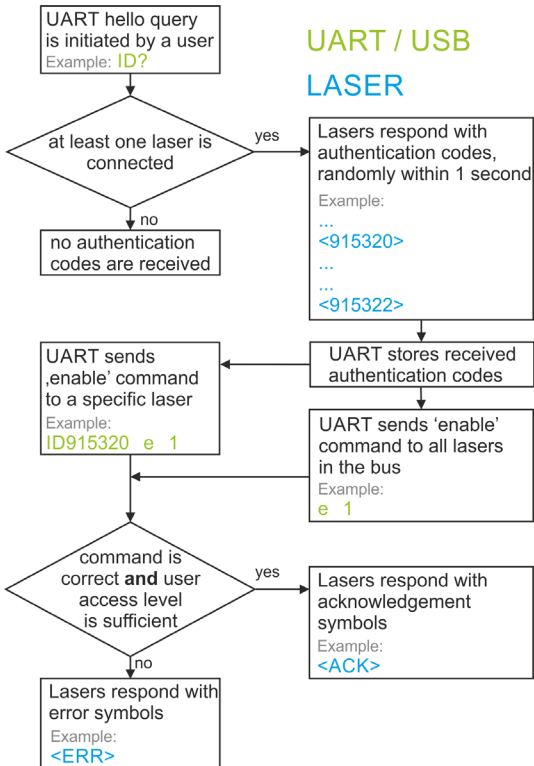 UART hello query
is initiated by a user
Example: ID?
UART / USB
LASER
at least one laser is
connected
yes
no
no authentication
codes are received
Lasers respond with
authentication codes,
randomly within 1 second
Example:
...
<915320>
...
...
<915322>
UART stores received
authentication codes
UART sends
‚enable’ command
to a specific laser
Example:
ID915320 e 1
UART sends ‘enable’
command to all lasers
in the bus
Example:
e 1
command is
correct and user
access level
is sufficient
yes
no
Lasers respond with
acknowledgement
symbols
Example:
<ACK>
Lasers respond with
error symbols
Example:
<ERR>